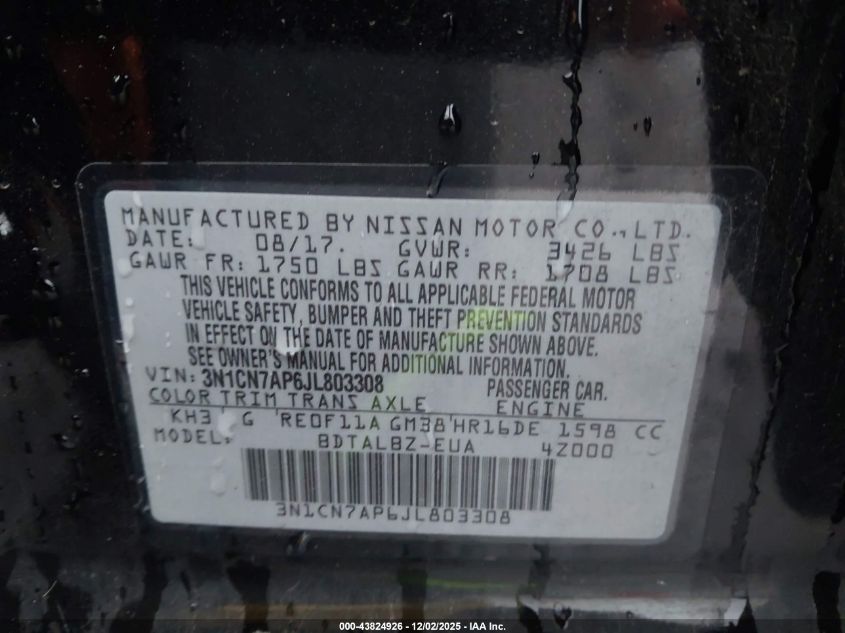 MANUFACTURED BY NISSAN MOTOR CO., LTD.
DATE: 08/17. GVWR: 3426 LBS
GAWR FR: 1750 LBS GAWR RR: 1708 LBS
THIS VEHICLE CONFORMS TO ALL APPLICABLE FEDERAL MOTOR
VEHICLE SAFETY, BUMPER AND THEFT PREVENTION STANDARDS
IN EFFECT ON THE DATE OF MANUFACTURE SHOWN ABOVE.
SEE OWNER'S MANUAL FOR ADDITIONAL INFORMATION.
VIN: 3N1CN7AP6JL803308 PASSENGER CAR.
COLOR TRIM TRANS AXLE ENGINE
KH3 G RE0F11A GM38 HR16DE 1598 CC
MODEL: BDTALBZ-EUA 4Z000
3N1CN7AP6JL803308
000-43824926 - 12/02/2025 - IAA Inc.